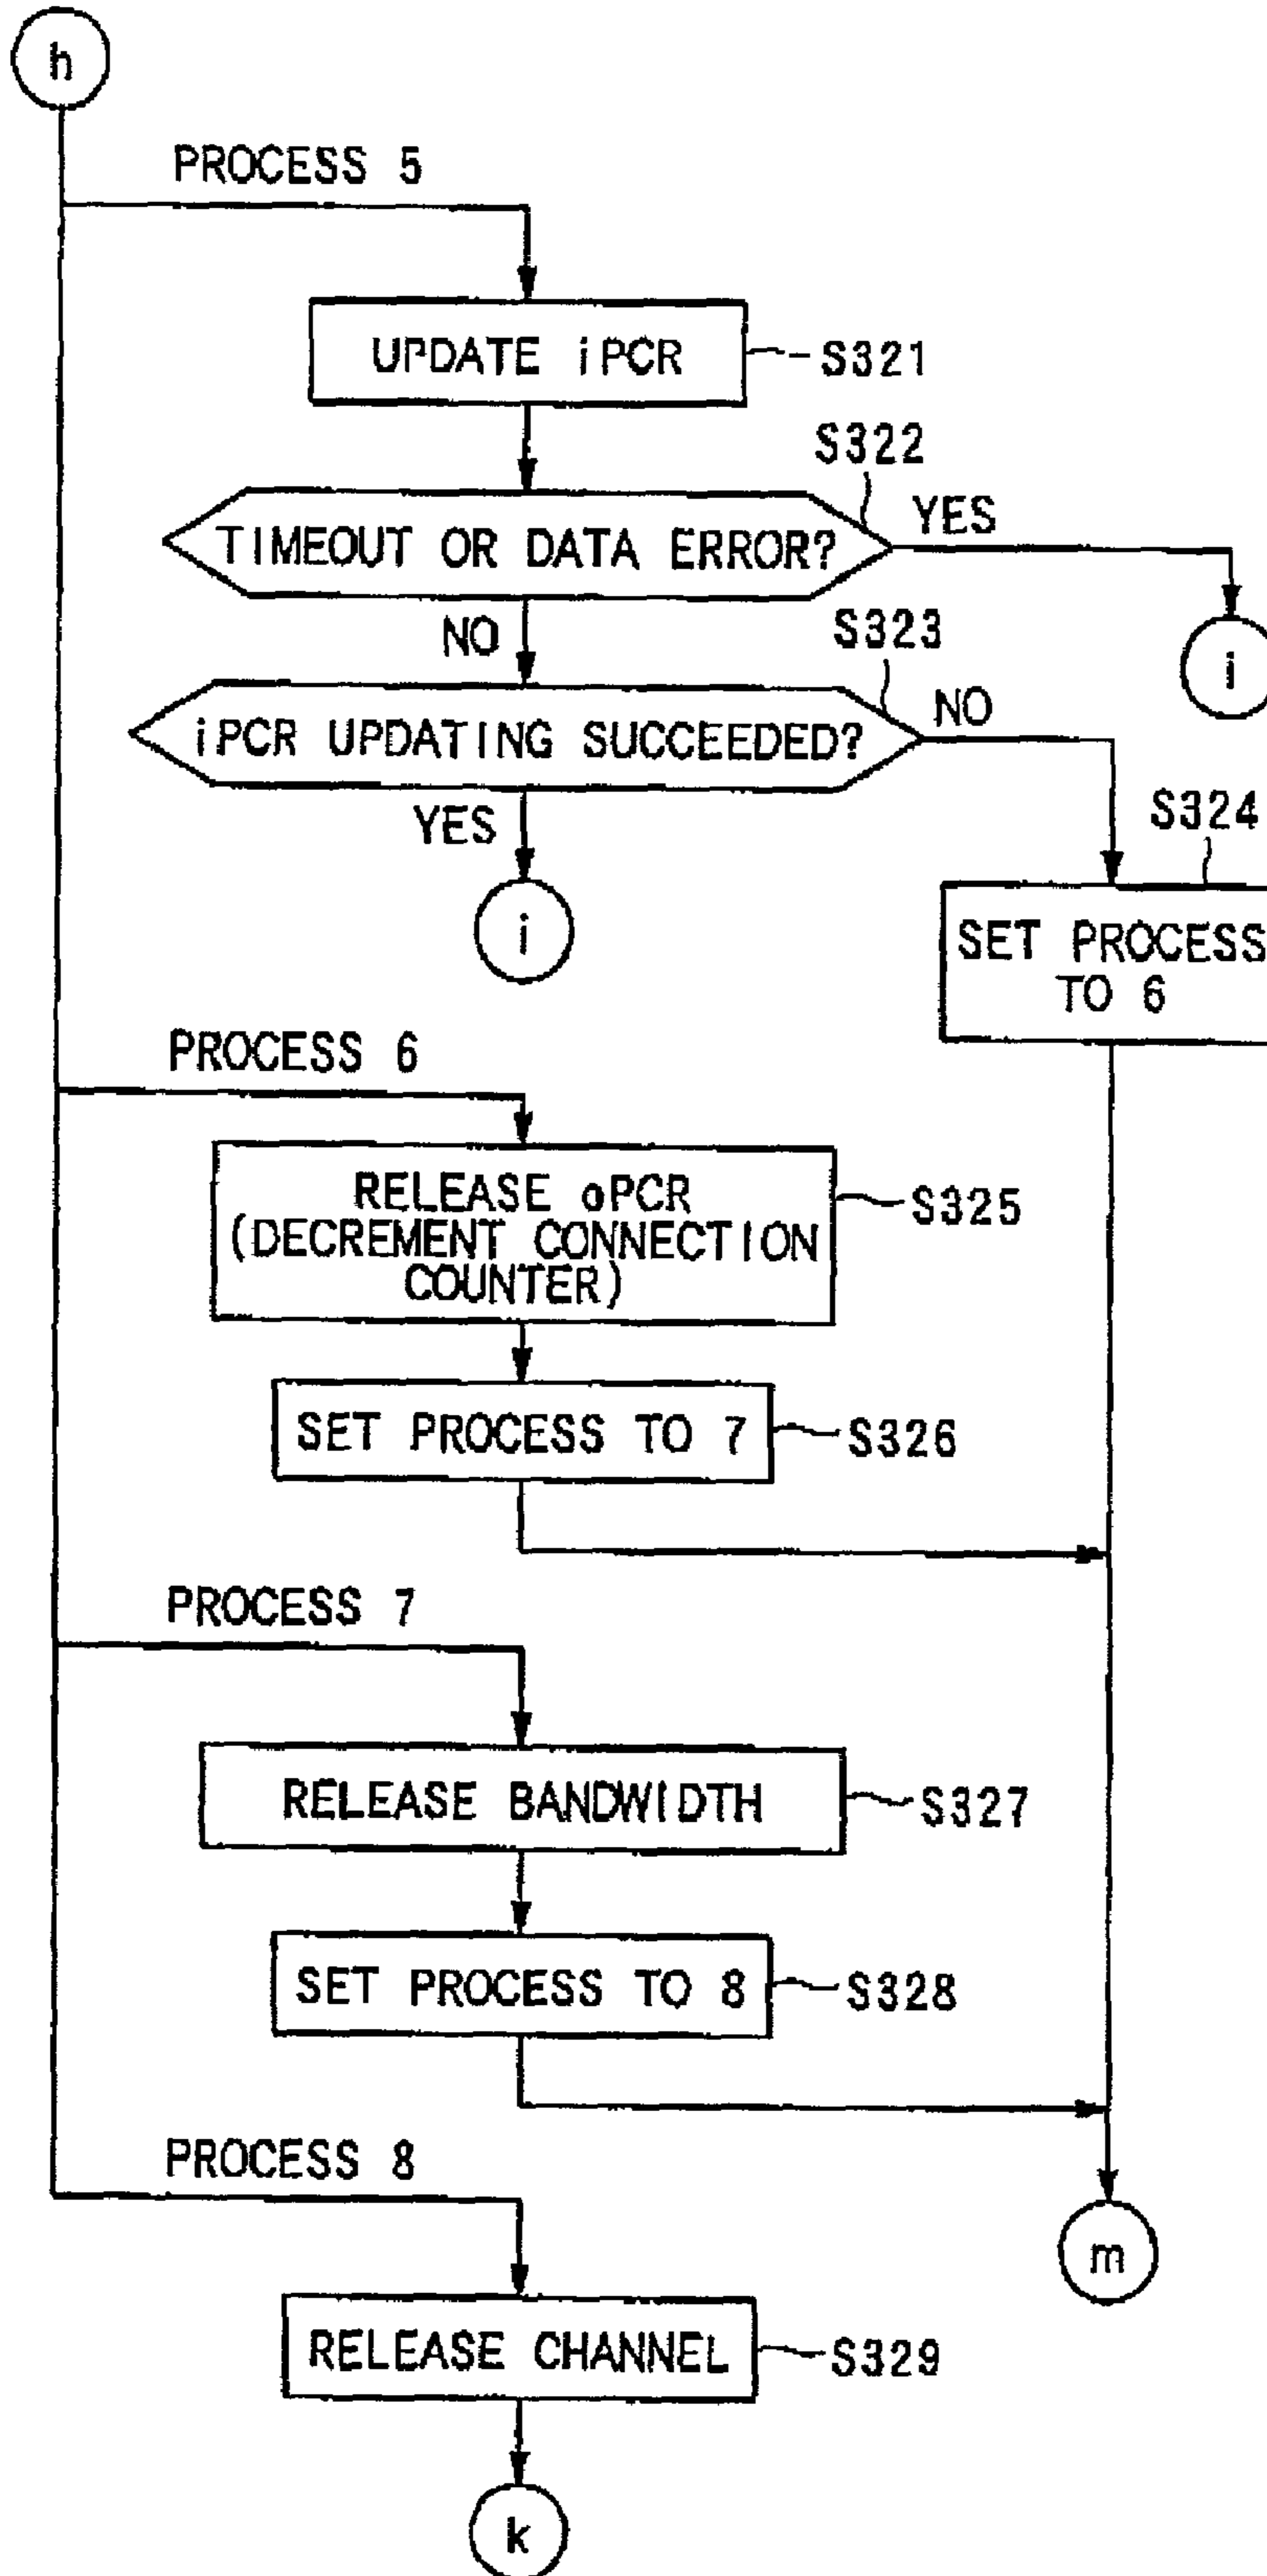 h
PROCESS 5
UPDATE iPCR
S321
S322
TIMEOUT OR DATA ERROR?
YES
NO
i
S323
iPCR UPDATING SUCCEEDED?
NO
YES
S324
j
SET PROCESS
TO 6
PROCESS 6
RELEASE oPCR
(DECREMENT CONNECTION
COUNTER)
S325
SET PROCESS TO 7
S326
PROCESS 7
RELEASE BANDWIDTH
S327
SET PROCESS TO 8
S328
PROCESS 8
m
RELEASE CHANNEL
S329
k